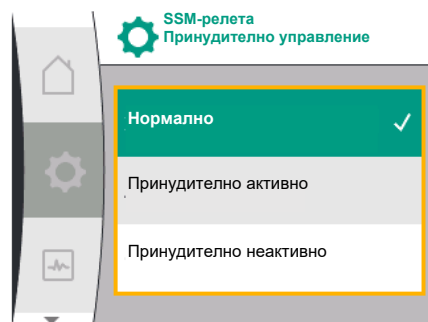 SSM-релета
Принудително управление
Нормално
Принудително активно
Принудително неактивно